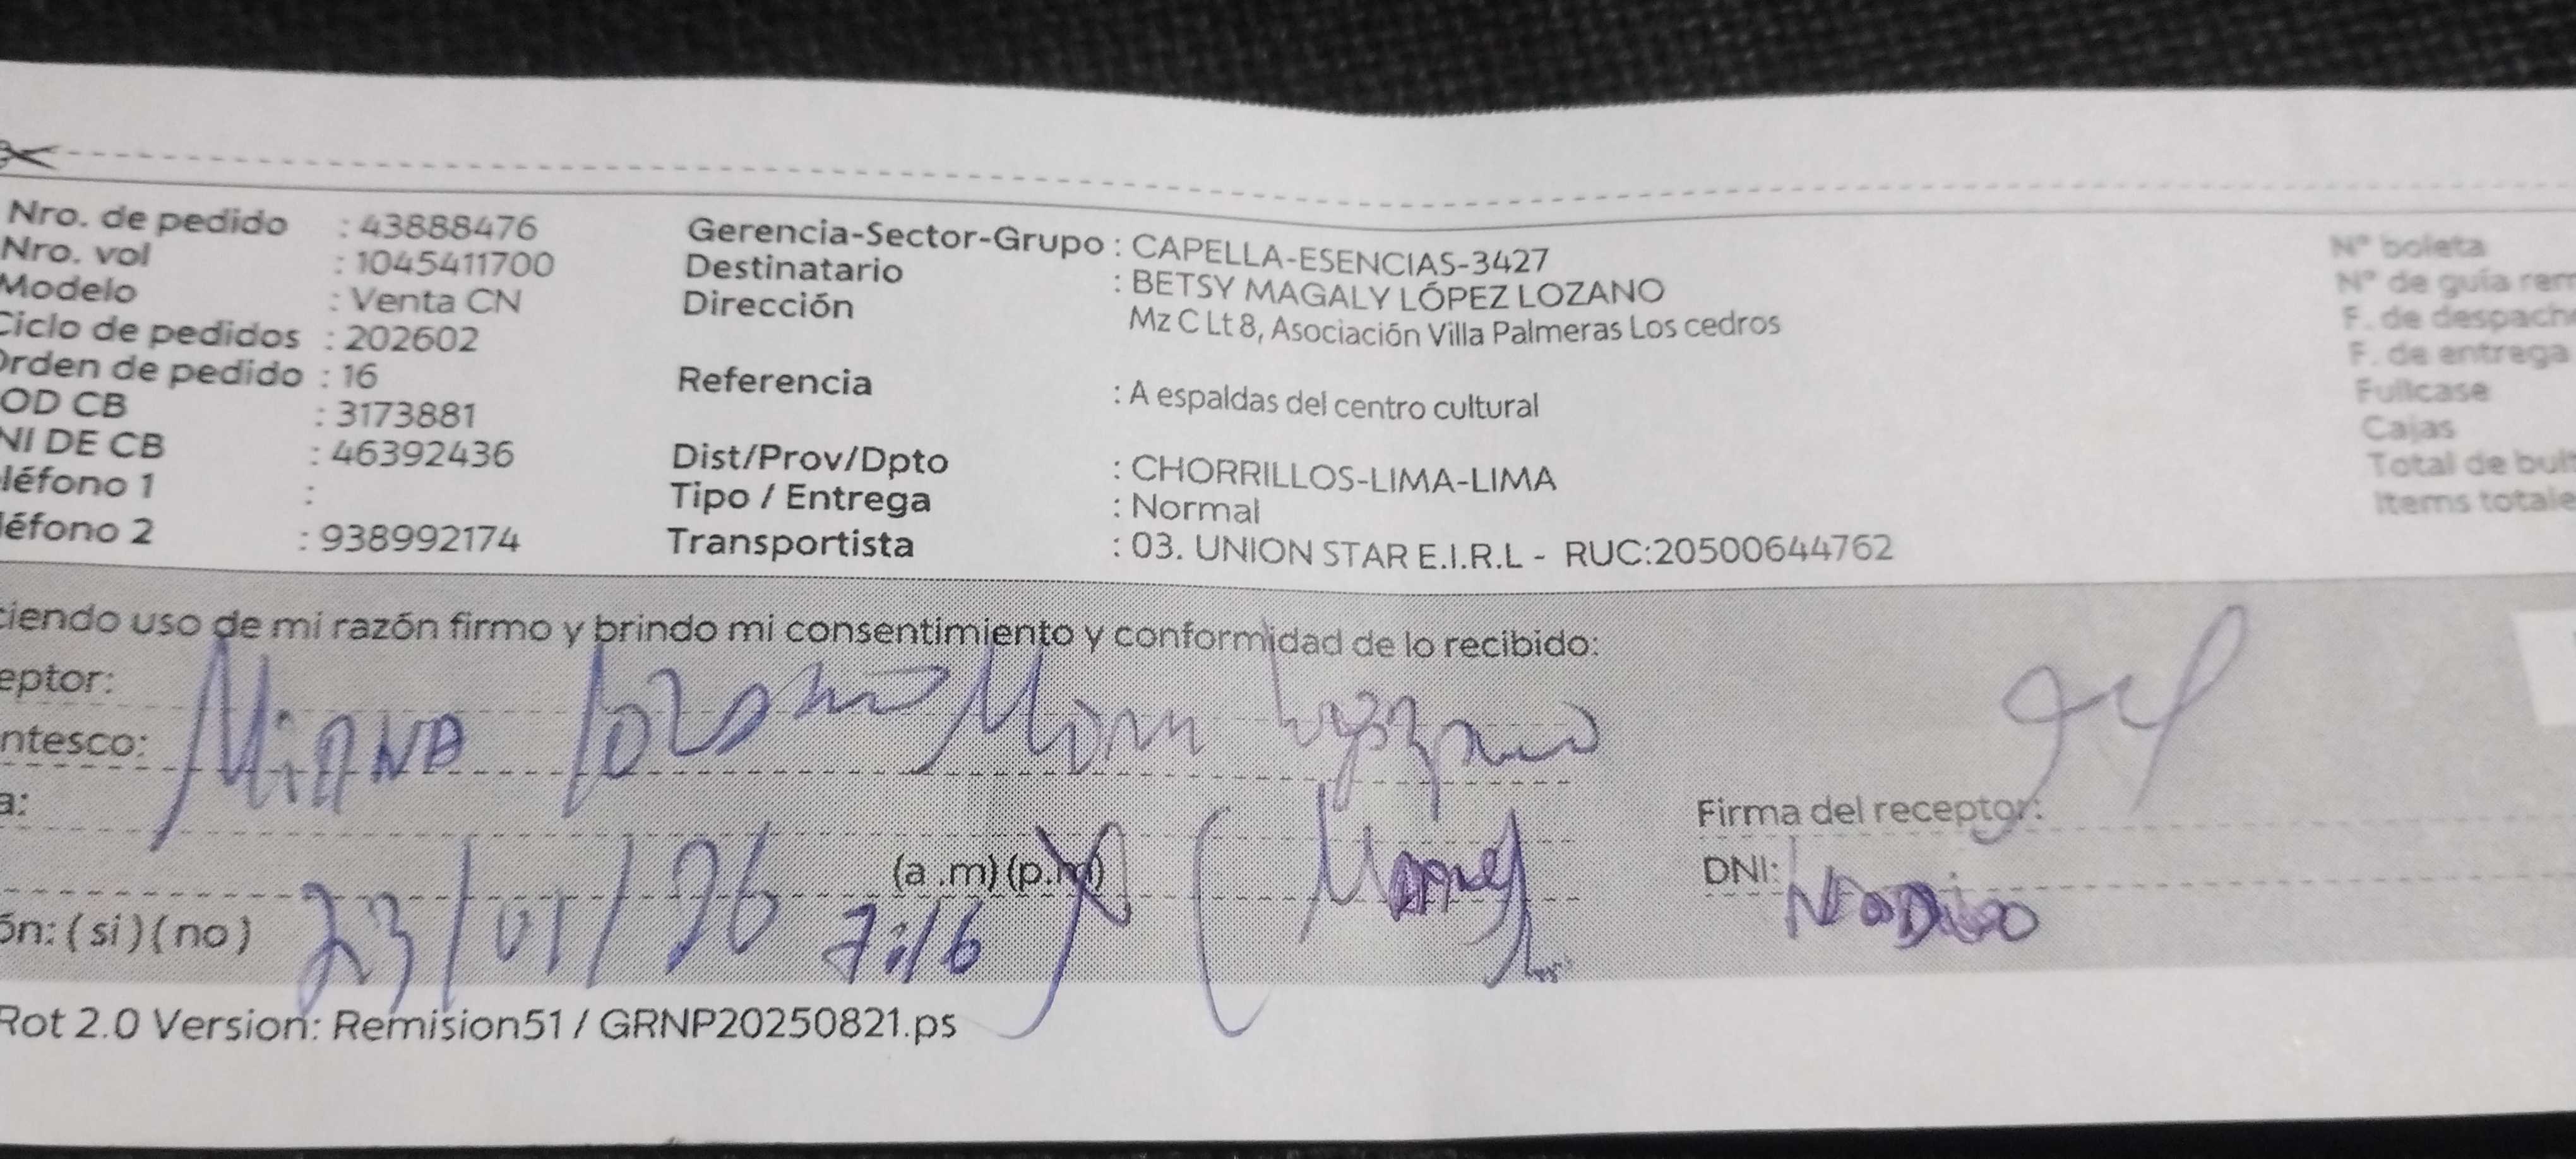 Nro. de pedido : 43888476
Nro. vol : 1045411700
Modelo : Venta CN
Ciclo de pedidos : 202602
Orden de pedido : 16
OD CB : 3173881
NI DE CB : 46392436
léfono 1 :
léfono 2 : 938992174
Gerencia-Sector-Grupo : CAPELLA-ESENCIAS-3427
Destinatario : BETSY MAGALY LÓPEZ LOZANO
Dirección Mz C Lt 8, Asociación Villa Palmeras Los cedros
Referencia : A espaldas del centro cultural
Dist/Prov/Dpto : CHORRILLOS-LIMA-LIMA
Tipo / Entrega : Normal
Transportista : 03. UNION STAR E.I.R.L - RUC:20500644762
Nº boleta
Nº de guía rem
F. de despach
F. de entrega
Fullcase
Cajas
Total de bult
Items totale
ciendo uso de mi razón firmo y brindo mi consentimiento y conformidad de lo recibido:
eptor:
ntesco:
a:
(a .m) (p.m)
ón: ( si ) ( no ) 23/01/26 7:16
Firma del receptor:
DNI:
Rot 2.0 Version: Remision51 / GRNP20250821.ps